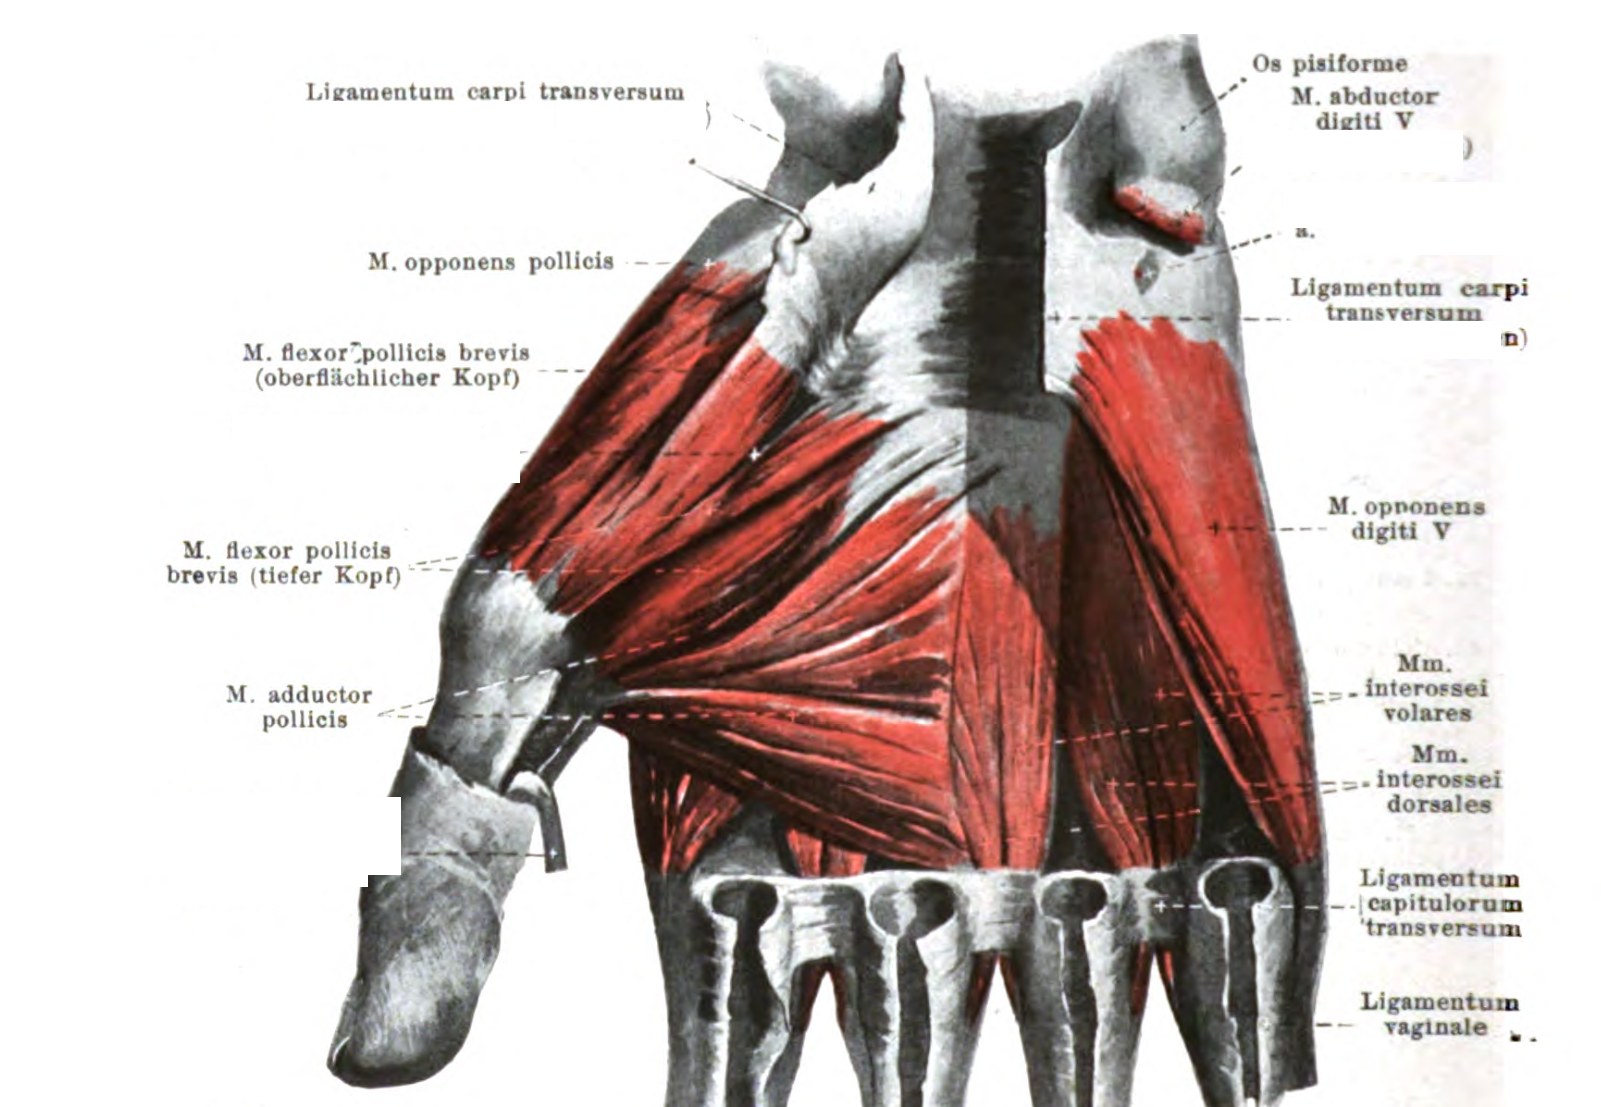 Ligamentum carpi transversum
M. opponens pollicis
M. flexor pollicis brevis
(oberflächlicher Kopf)
M. flexor pollicis
brevis (tiefer Kopf)
M. adductor
pollicis
Os pisiforme
M. abductor
digiti V
)
a.
Ligamentum carpi
transversum
n)
M. opponens
digiti V
Mm.
interossei
volares
Mm.
interossei
dorsales
Ligamentum
capitulorum
transversum
Ligamentum
vaginale